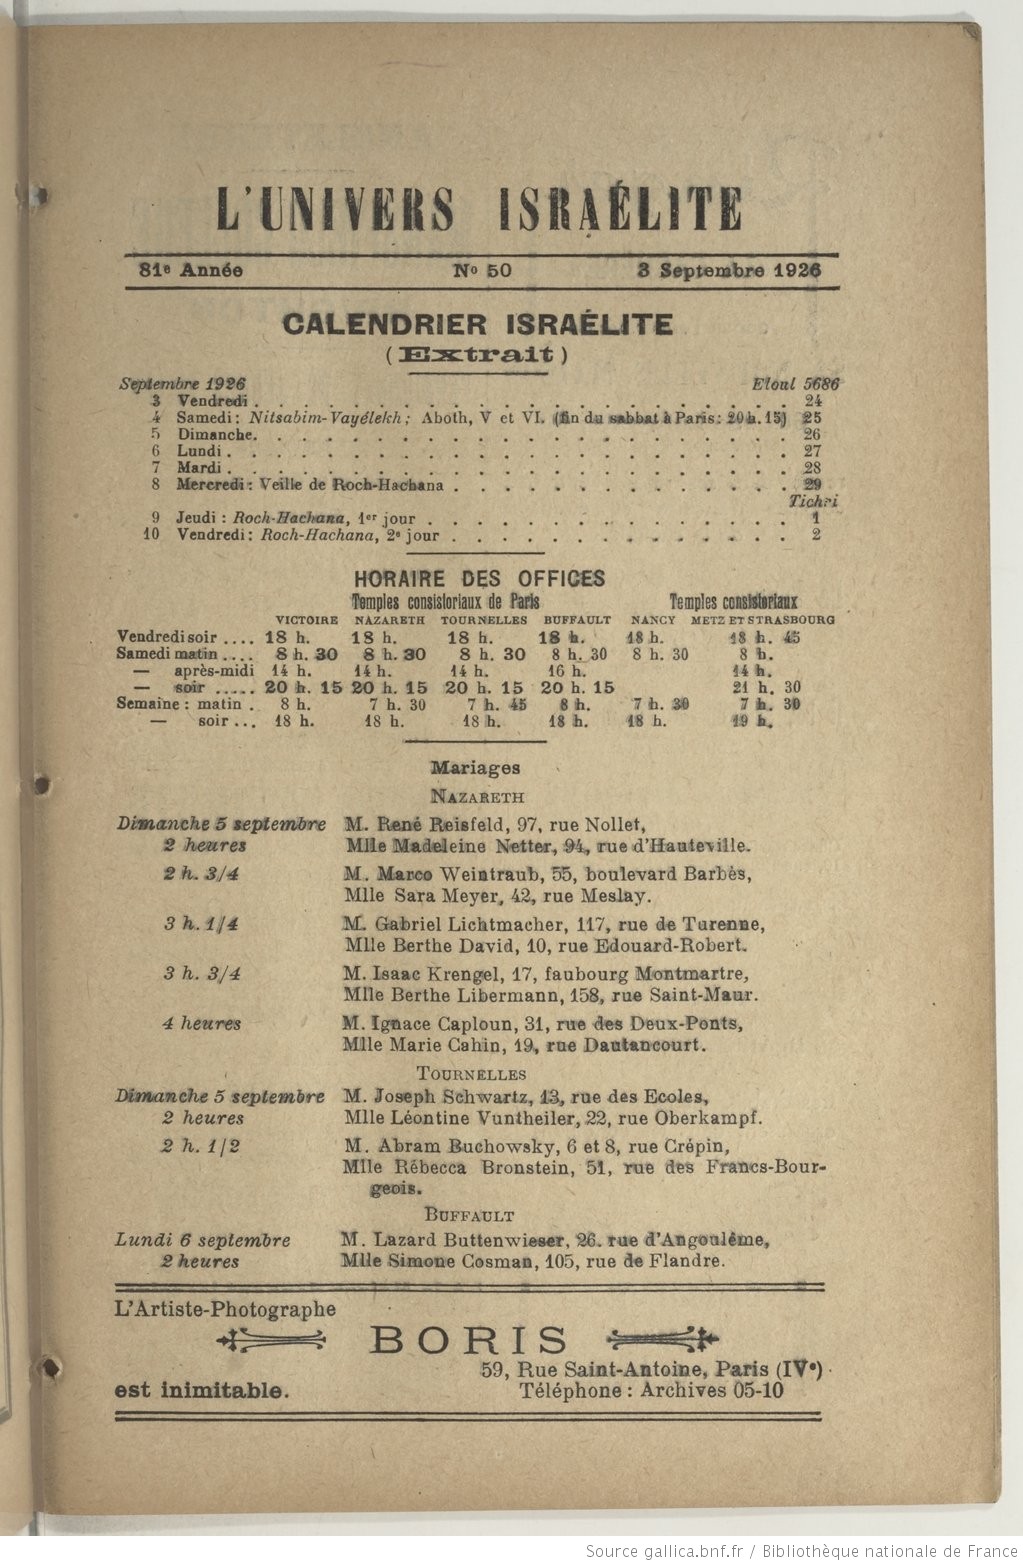 L'UNIVERS ISRAÉLITE
81e Année No 50 3 Septembre 1926
CALENDRIER ISRAÉLITE
(Extrait)
Septembre 1926 Eloul 5686
3 Vendredi . . . . . . . . . . . . . . . . . . . . . 24
4 Samedi : Nitsabim-Vayélekh ; Aboth, V et VI. (fin du sabbat à Paris : 20 h. 15) 25
5 Dimanche. . . . . . . . . . . . . . . . . . . . . 26
6 Lundi . . . . . . . . . . . . . . . . . . . . . . 27
7 Mardi . . . . . . . . . . . . . . . . . . . . . . 28
8 Mercredi : Veille de Roch-Hachana . . . . . . . . . . . . . 29
Tichri
9 Jeudi : Roch-Hachana, 1er jour . . . . . . . . . . . . . . 1
10 Vendredi : Roch-Hachana, 2e jour . . . . . . . . . . . . . 2
HORAIRE DES OFFICES
Temples consistoriaux de Paris Temples consistoriaux
VICTOIRE NAZARETH TOURNELLES BUFFAULT NANCY METZ ET STRASBOURG
Vendredi soir .... 18 h. 18 h. 18 h. 18 h. 18 h. 18 h. 45
Samedi matin .... 8 h. 30 8 h. 30 8 h. 30 8 h. 30 8 h. 30 8 h.
— après-midi 14 h. 14 h. 14 h. 16 h. 14 h.
— soir ..... 20 h. 15 20 h. 15 20 h. 15 20 h. 15 21 h. 30
Semaine : matin . 8 h. 7 h. 30 7 h. 45 8 h. 7 h. 30 7 h. 30
— soir ... 18 h. 18 h. 18 h. 18 h. 18 h. 19 h.
Mariages
NAZARETH
Dimanche 5 septembre M. René Reisfeld, 97, rue Nollet,
2 heures Mlle Madeleine Netter, 94, rue d'Hauteville.
2 h. 3/4 M. Marco Weintraub, 55, boulevard Barbès,
Mlle Sara Meyer, 42, rue Meslay.
3 h. 1/4 M. Gabriel Lichtmacher, 117, rue de Turenne,
Mlle Berthe David, 10, rue Edouard-Robert.
3 h. 3/4 M. Isaac Krengel, 17, faubourg Montmartre,
Mlle Berthe Libermann, 158, rue Saint-Maur.
4 heures M. Ignace Caploun, 31, rue des Deux-Ponts,
Mlle Marie Cahin, 19, rue Dautancourt.
TOURNELLES
Dimanche 5 septembre M. Joseph Schwartz, 13, rue des Ecoles,
2 heures Mlle Léontine Vuntheiler, 22, rue Oberkampf.
2 h. 1/2 M. Abram Buchowsky, 6 et 8, rue Crépin,
Mlle Rébecca Bronstein, 51, rue des Francs-Bour-
geois.
BUFFAULT
Lundi 6 septembre M. Lazard Buttenwieser, 26. rue d'Angoulême,
2 heures Mlle Simone Cosman, 105, rue de Flandre.
L'Artiste-Photographe
BORIS
59, Rue Saint-Antoine, Paris (IVe)
est inimitable. Téléphone : Archives 05-10
Source gallica.bnf.fr / Bibliothèque nationale de France